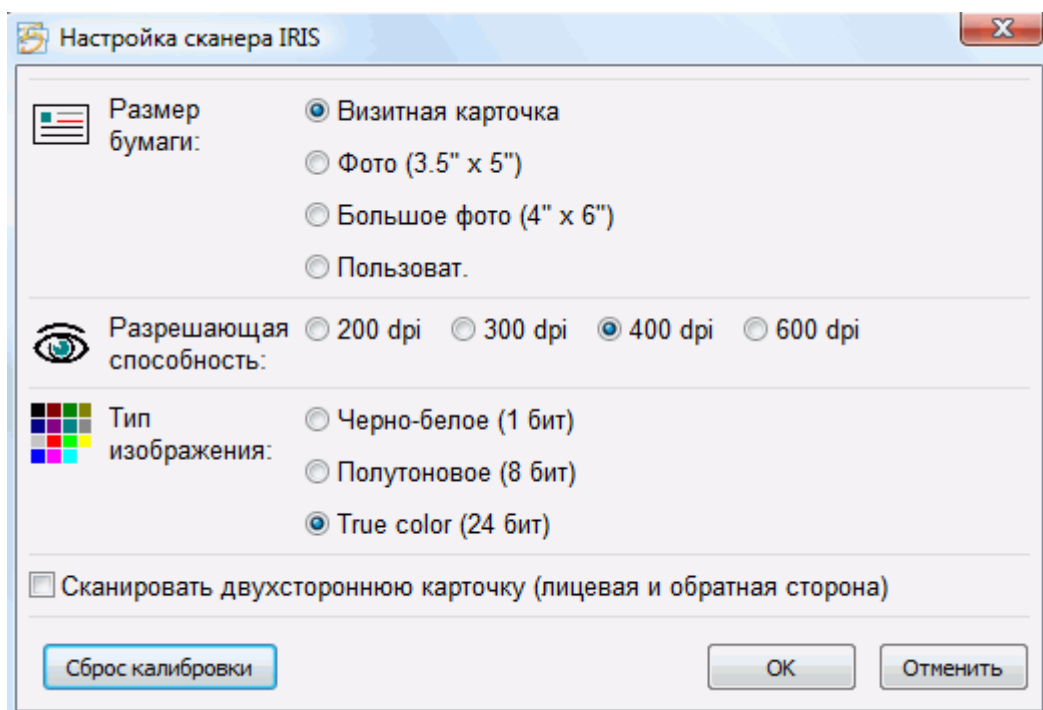 Настройка сканера IRIS
Размер
бумаги:
Визитная карточка
Фото (3.5" x 5")
Большое фото (4" x 6")
Пользоват.
Разрешающая
способность:
200 dpi 300 dpi 400 dpi 600 dpi
Тип
изображения:
Черно-белое (1 бит)
Полутоновое (8 бит)
True color (24 бит)
Сканировать двухстороннюю карточку (лицевая и обратная сторона)
Сброс калибровки OK Отменить